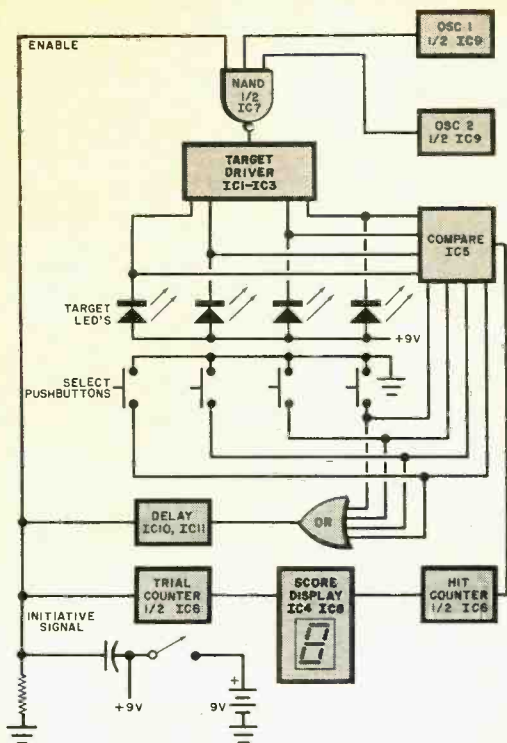 ENABLE
OSC 1
1/2 IC9
NAND
1/2
IC7
OSC 2
1/2 IC9
TARGET
DRIVER
IC1-IC3
COMPARE
IC5
TARGET
LED'S
+9V
SELECT
PUSHBUTTONS
DELAY
IC10, IC11
OR
TRIAL
COUNTER
1/2 IC6
SCORE
DISPLAY
IC4 IC8
8
HIT
COUNTER
1/2 IC6
INITIATIVE
SIGNAL
+9V
9V
+